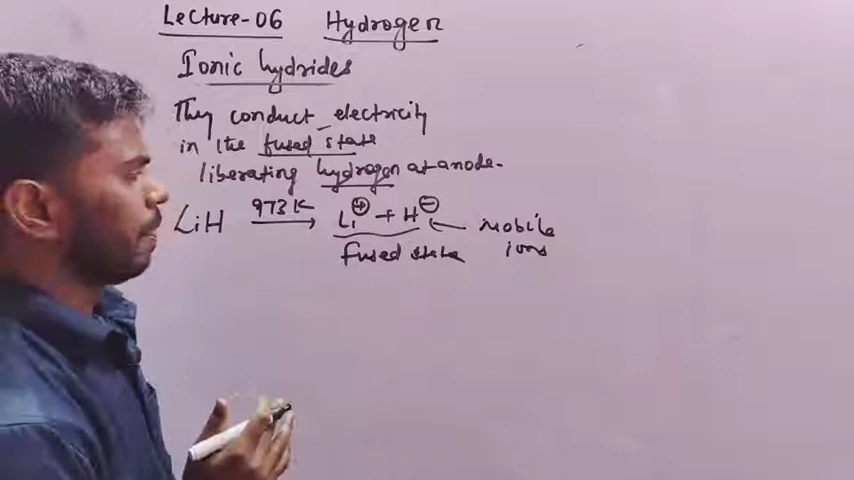 Lecture-06 Hydrogen
Ionic hydrides
They conduct electricity
in the fused state
liberating hydrogen at anode.
LiH 973 K → Li⊕ + H⊖ ← mobile
fused state ions